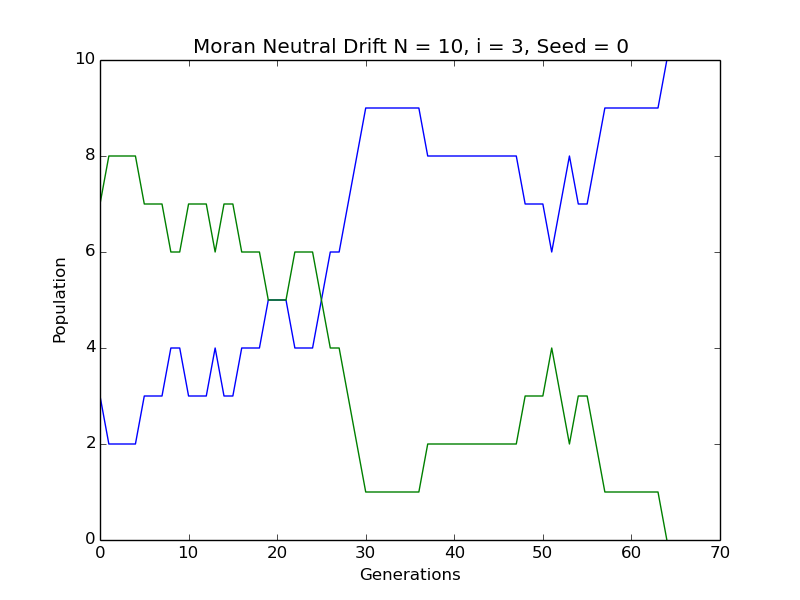 Moran Neutral Drift N = 10, i = 3, Seed = 0
10
8
6
4
2
0
Population
0 10 20 30 40 50 60 70
Generations